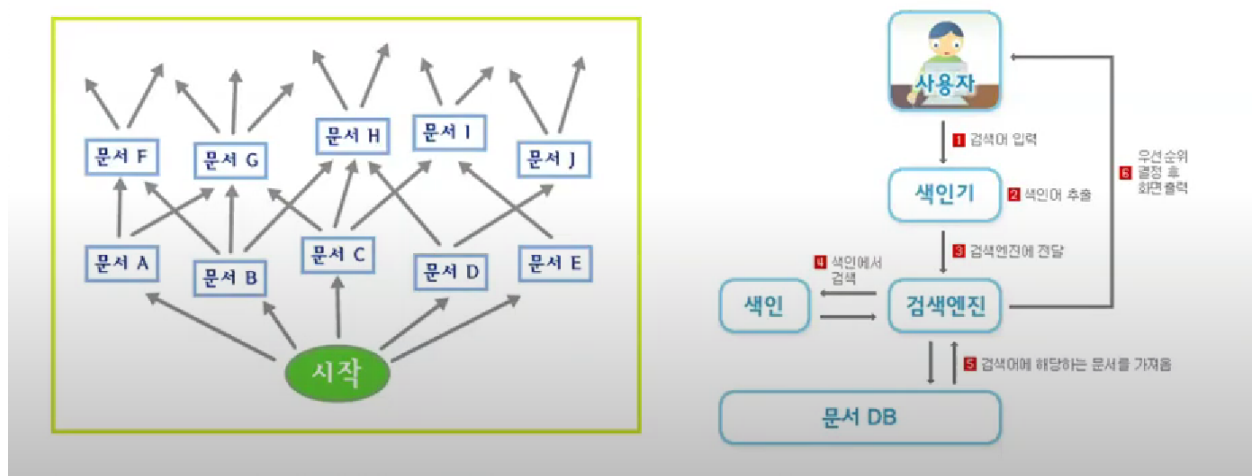 문서 F
문서 G
문서 H
문서 I
문서 J
문서 A
문서 B
문서 C
문서 D
문서 E
시작
사용자
1 검색어 입력
색인기
2 색인어 추출
3 검색엔진에 전달
4 색인에서
검색
색인
검색엔진
5 검색어에 해당하는 문서를 가져옴
문서 DB
6 우선순위
결정 후
화면출력